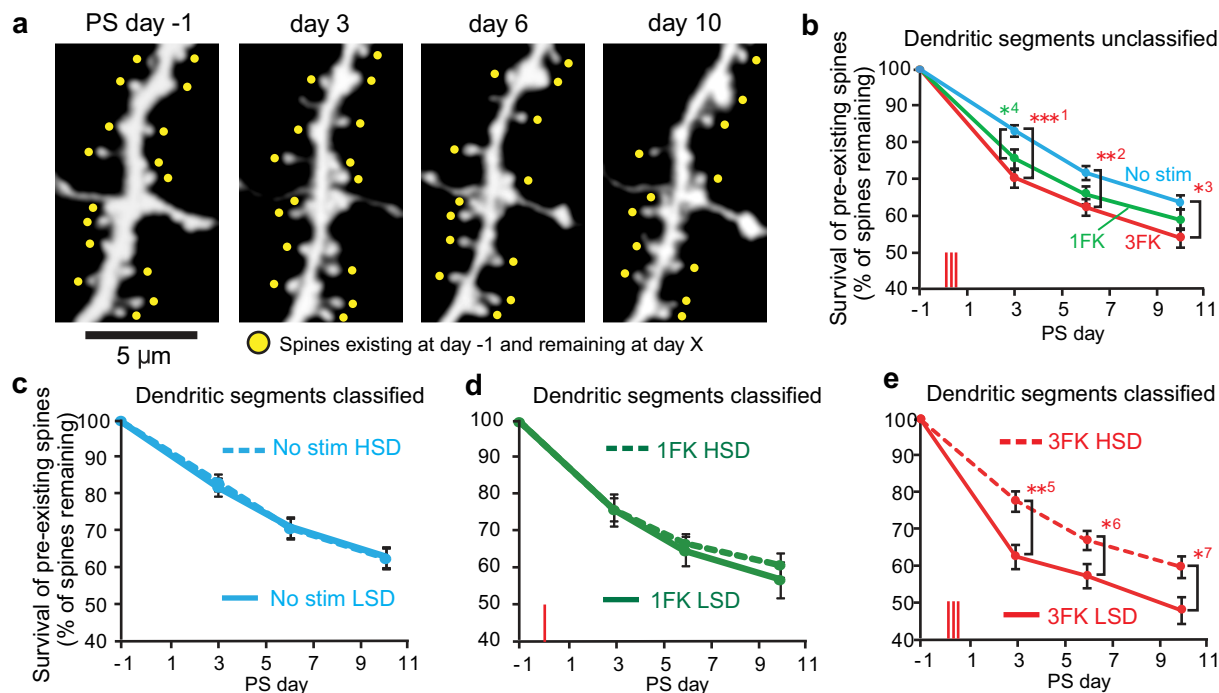 a
PS day -1
day 3
day 6
day 10
5 µm
Spines existing at day -1 and remaining at day X
b
Dendritic segments unclassified
Survival of pre-existing spines
(% of spines remaining)
100
90
80
70
60
50
40
*4
***1
**2
*3
No stim
1FK
3FK
-1 1 3 5 7 9 11
PS day
c
Dendritic segments classified
Survival of pre-existing spines
(% of spines remaining)
100
90
80
70
60
50
40
No stim HSD
No stim LSD
-1 1 3 5 7 9 11
PS day
d
Dendritic segments classified
100
90
80
70
60
50
40
1FK HSD
1FK LSD
-1 1 3 5 7 9 11
PS day
e
Dendritic segments classified
100
90
80
70
60
50
40
3FK HSD
**5
*6
*7
3FK LSD
-1 1 3 5 7 9 11
PS day